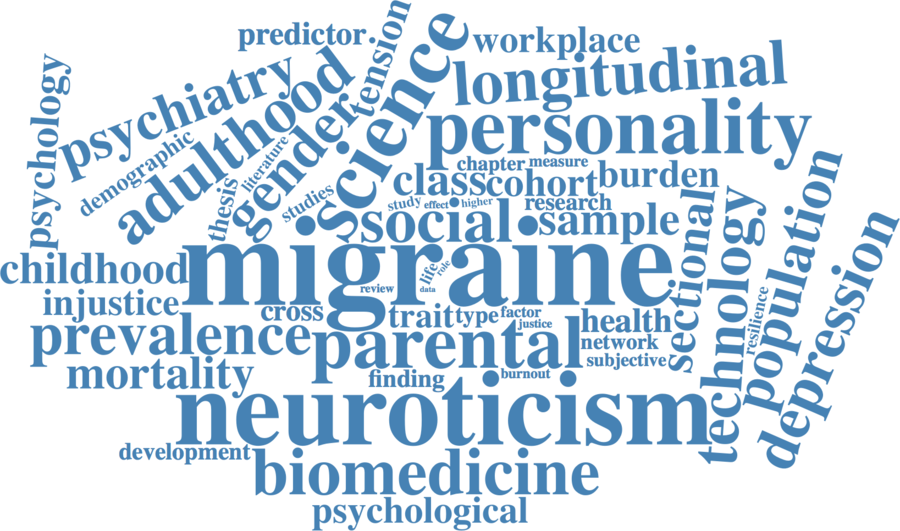 predictor
tension
science
workplace
longitudinal
psychology
psychiatry
adulthood
gender
personality
demographic
literature
chapter
measure
thesis
studies
class
cohort
burden
study
effect
higher
research
social
sample
sectional
technology
population
depression
migraine
life
role
data
review
childhood
injustice
cross
trait
type
factor
justice
health
resilience
prevalence
parental
network
subjective
mortality
finding
burnout
neuroticism
development
biomedicine
psychological